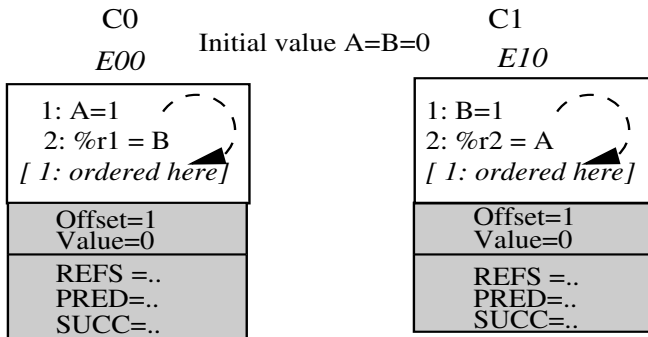 C0
C1
Initial value A=B=0
E00
E10
1: A=1
2: %r1 = B
[ 1: ordered here]
Offset=1
Value=0
REFS =..
PRED=..
SUCC=..
1: B=1
2: %r2 = A
[ 1: ordered here]
Offset=1
Value=0
REFS =..
PRED=..
SUCC=..